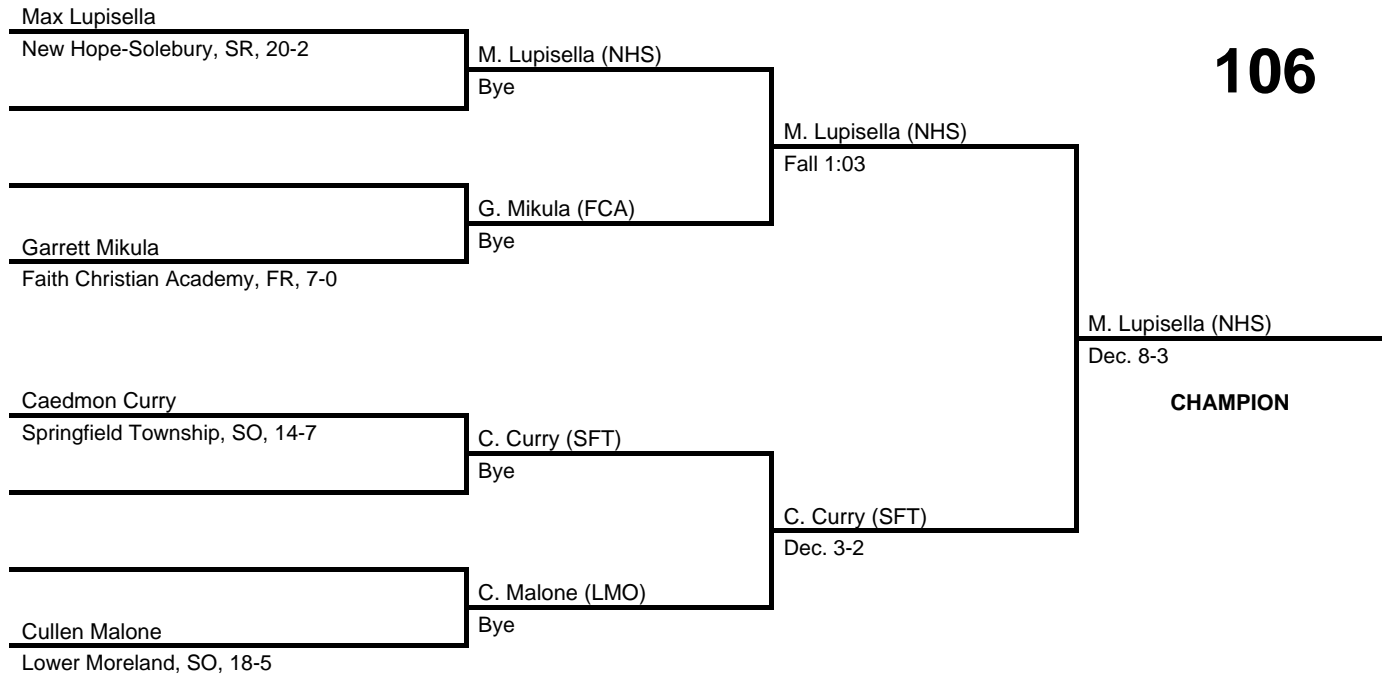 Max Lupisella
New Hope-Solebury, SR, 20-2
M. Lupisella (NHS)
Bye
106
M. Lupisella (NHS)
Fall 1:03
G. Mikula (FCA)
Bye
Garrett Mikula
Faith Christian Academy, FR, 7-0
M. Lupisella (NHS)
Dec. 8-3
CHAMPION
Caedmon Curry
Springfield Township, SO, 14-7
C. Curry (SFT)
Bye
C. Curry (SFT)
Dec. 3-2
C. Malone (LMO)
Bye
Cullen Malone
Lower Moreland, SO, 18-5